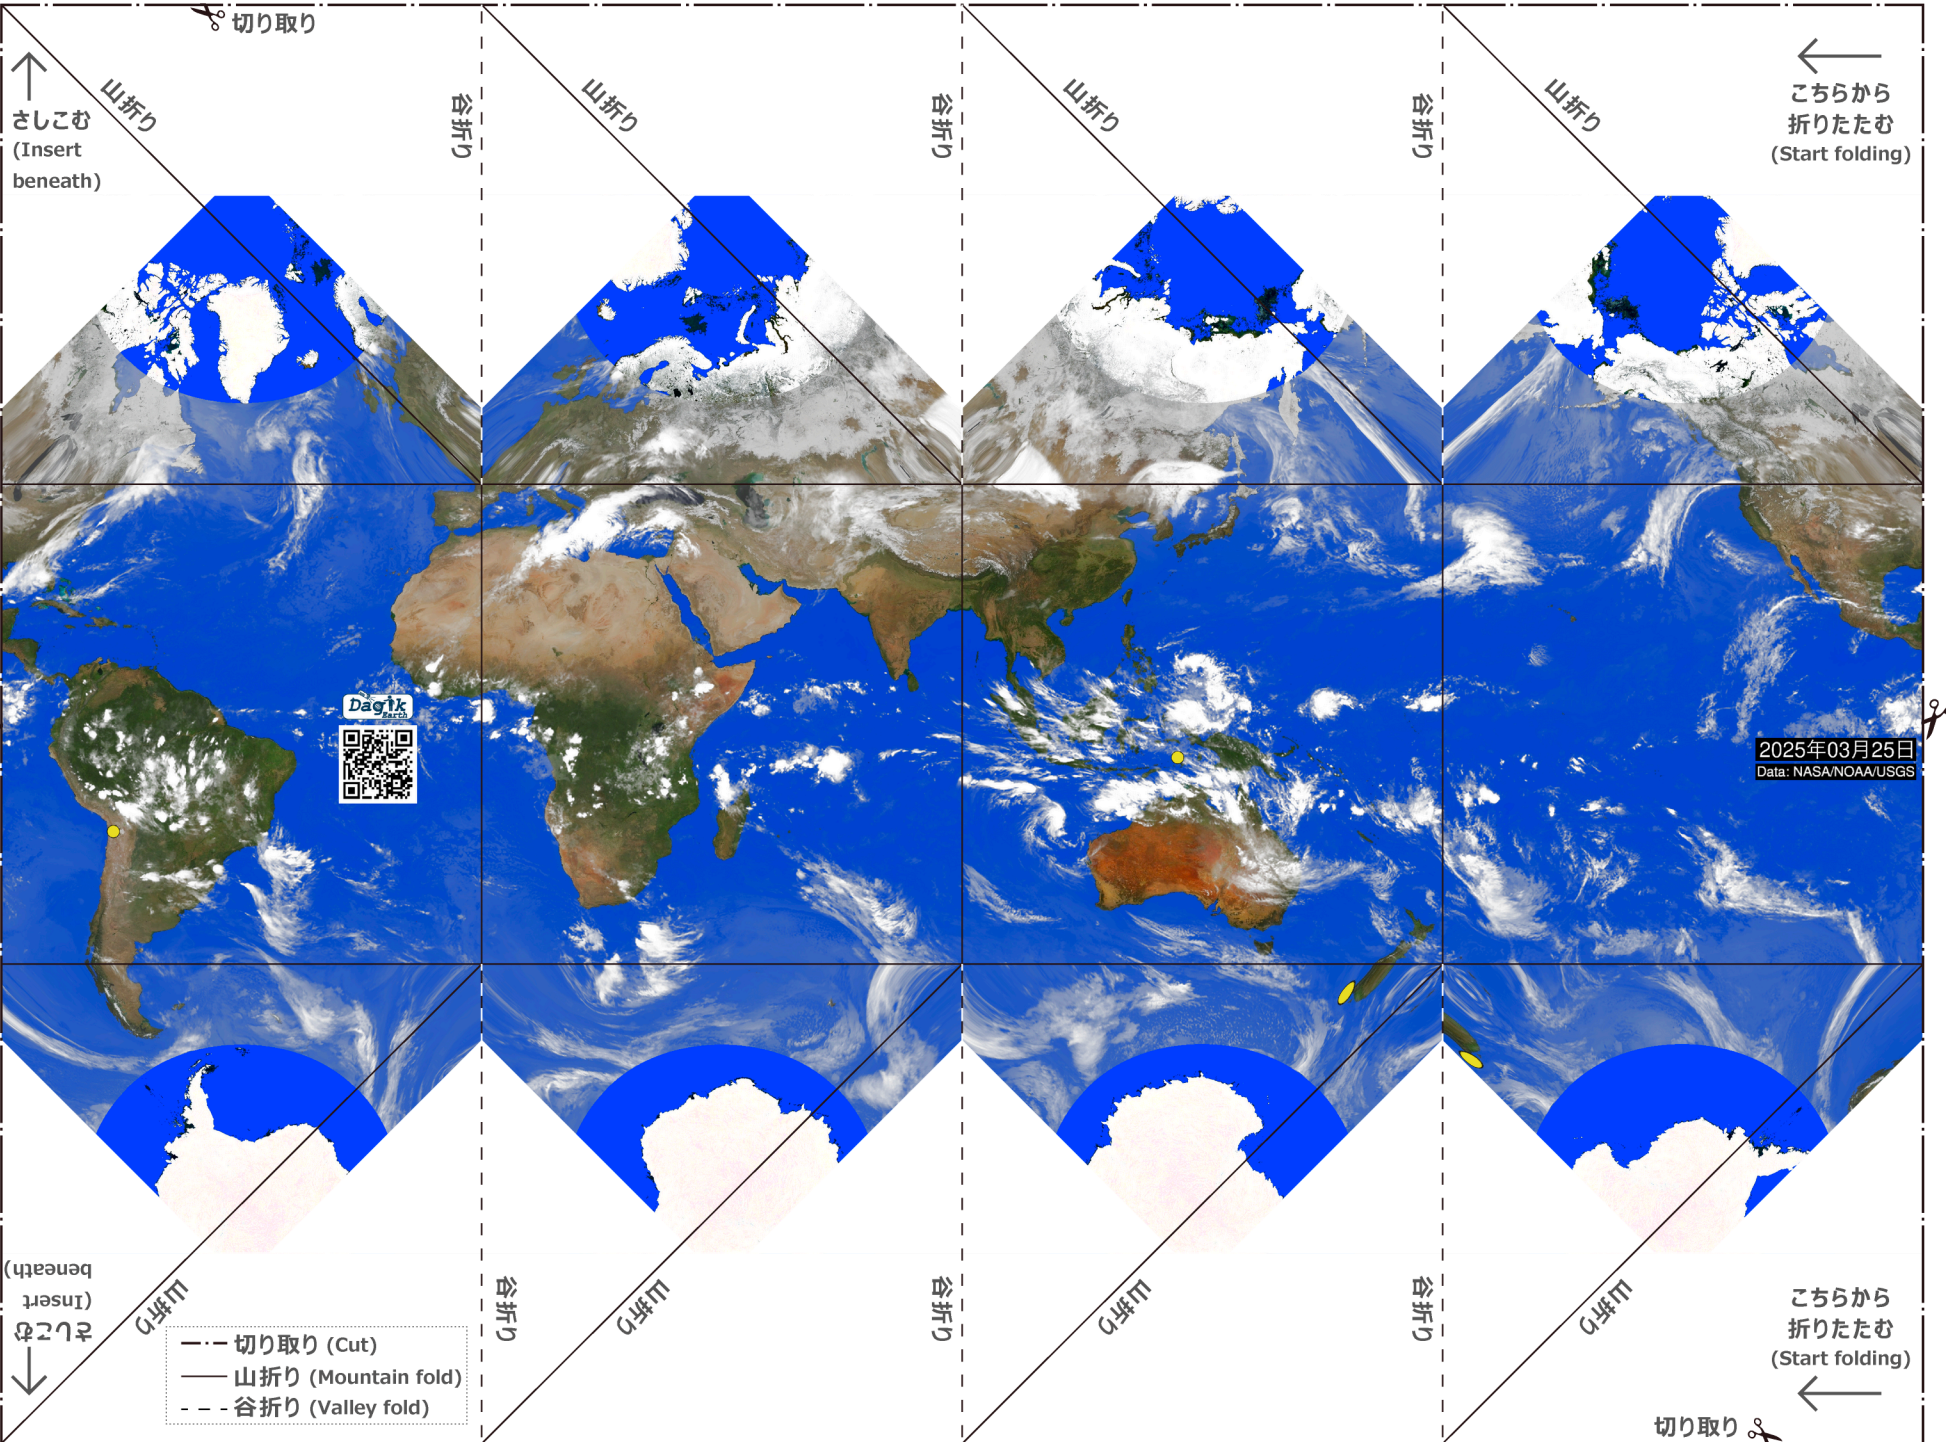 切り取り
山折り
谷折り
山折り
谷折り
山折り
谷折り
山折り
さしこむ
(Insert
beneath)
こちらから
折りたたむ
(Start folding)
Dagik
Earth
2025年03月25日
Data: NASA/NOAA/USGS
さしこむ
(Insert
beneath)
山折り
谷折り
山折り
谷折り
山折り
谷折り
山折り
こちらから
折りたたむ
(Start folding)
切り取り (Cut)
山折り (Mountain fold)
谷折り (Valley fold)
切り取り